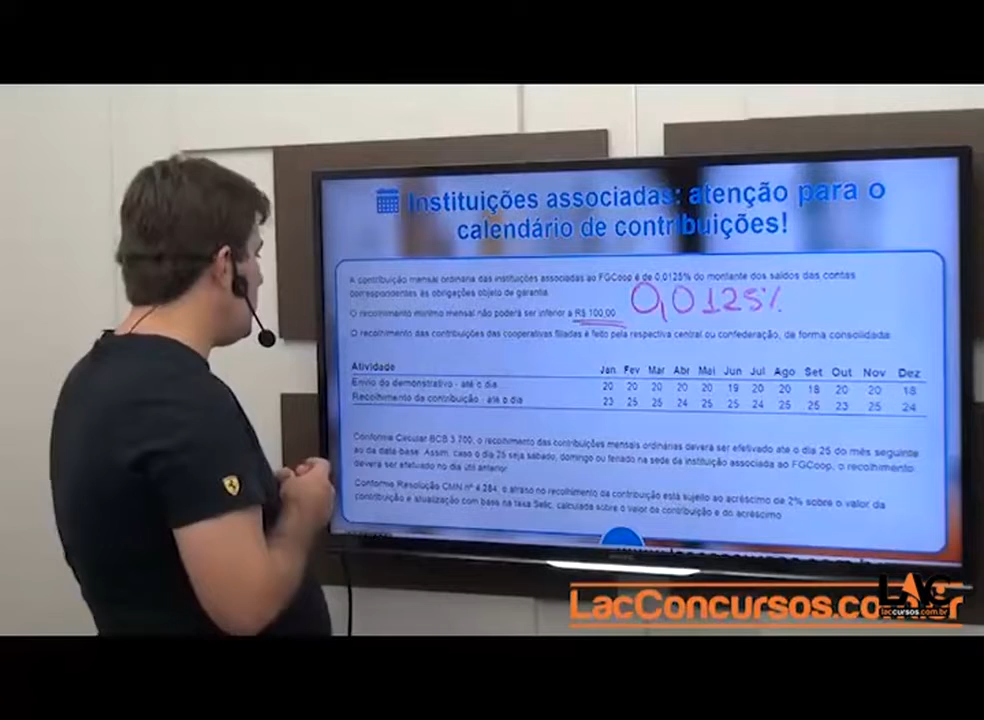 Instituições associadas: atenção para o
calendário de contribuições!
A contribuição mensal ordinária das instituições associadas ao FGCoop é de 0,0125% do montante dos saldos das contas
correspondentes às obrigações objeto de garantia.
0,0125%
O recolhimento mínimo mensal não poderá ser inferior a R$ 100,00
O recolhimento das contribuições das cooperativas filiadas é feito pela respectiva central ou confederação, de forma consolidada.
Atividade Jan Fev Mar Abr Mai Jun Jul Ago Set Out Nov Dez
Envio do demonstrativo - até o dia 20 20 20 20 20 19 20 20 18 20 20 18
Recolhimento da contribuição - até o dia 23 25 25 24 25 25 24 25 25 23 25 24
Conforme Circular BCB 3.700, o recolhimento das contribuições mensais ordinárias deverá ser efetivado até o dia 25 do mês seguinte
ao da data-base. Assim, caso o dia 25 seja sábado, domingo ou feriado na sede da instituição associada ao FGCoop, o recolhimento
deverá ser efetuado no dia útil anterior.
Conforme Resolução CMN nº 4.284, o atraso no recolhimento da contribuição está sujeito ao acréscimo de 2% sobre o valor da
contribuição e atualização com base na taxa Selic, calculada sobre o valor da contribuição e do acréscimo
LacConcursos.co
LAC
laccursos.com.br